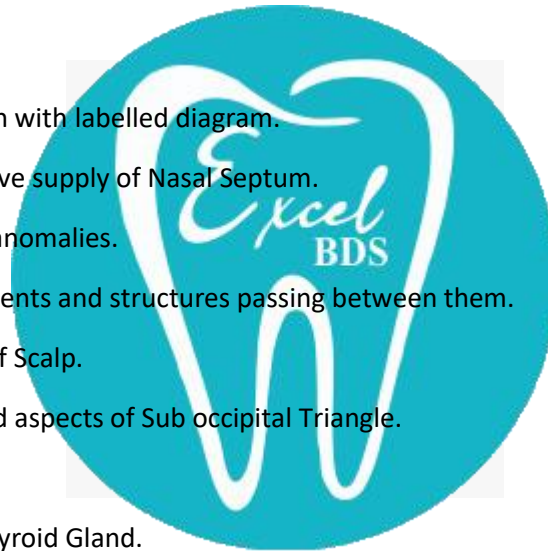 n with labelled diagram.
ve supply of Nasal Septum.
anomalies.
Excel
ents and structures passing between them.
BDS
f Scalp.
d aspects of Sub occipital Triangle.
yroid Gland.